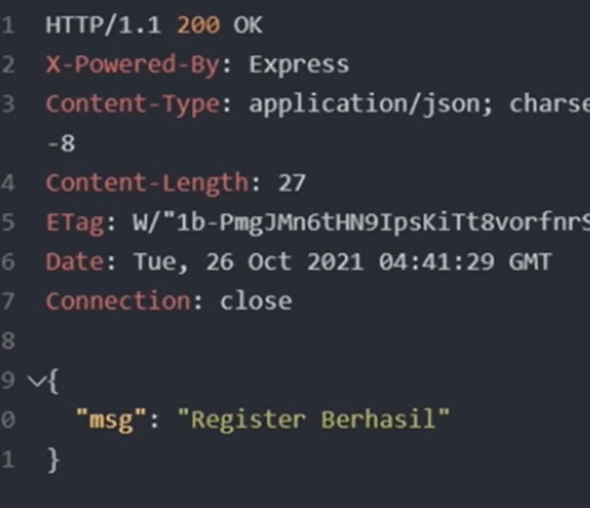 1 HTTP/1.1 200 OK
2 X-Powered-By: Express
3 Content-Type: application/json; charse
-8
4 Content-Length: 27
5 ETag: W/"1b-PmgJMn6tHN9IpsKiTt8vorfnrS
6 Date: Tue, 26 Oct 2021 04:41:29 GMT
7 Connection: close
8
9 {
0 "msg": "Register Berhasil"
1 }